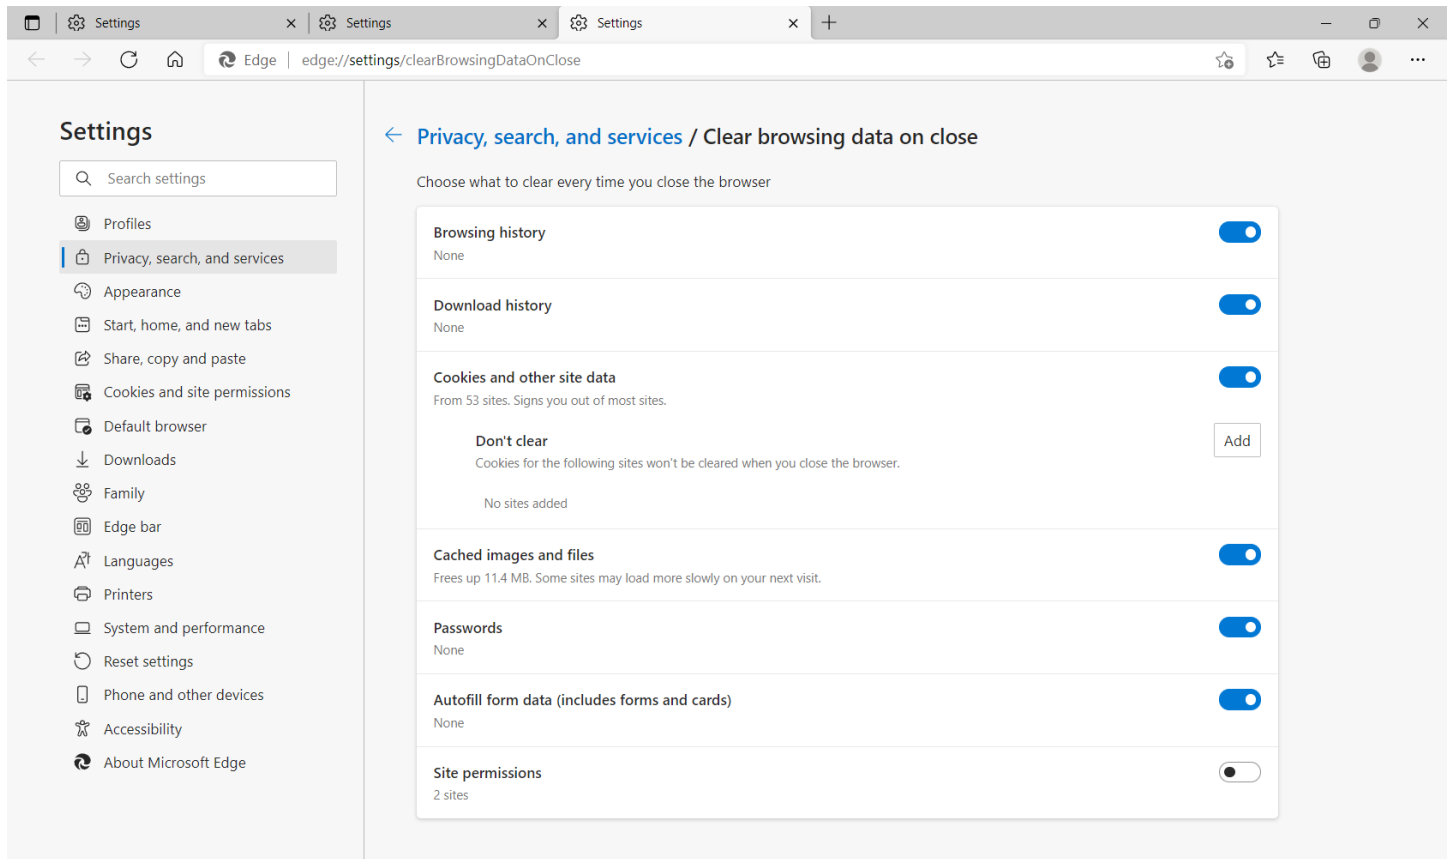 Settings
Settings
Settings
Edge
edge://settings/clearBrowsingDataOnClose
Settings
Search settings
Profiles
Privacy, search, and services
Appearance
Start, home, and new tabs
Share, copy and paste
Cookies and site permissions
Default browser
Downloads
Family
Edge bar
Languages
Printers
System and performance
Reset settings
Phone and other devices
Accessibility
About Microsoft Edge
Privacy, search, and services / Clear browsing data on close
Choose what to clear every time you close the browser
Browsing history
None
Download history
None
Cookies and other site data
From 53 sites. Signs you out of most sites.
Don't clear
Add
Cookies for the following sites won't be cleared when you close the browser.
No sites added
Cached images and files
Frees up 11.4 MB. Some sites may load more slowly on your next visit.
Passwords
None
Autofill form data (includes forms and cards)
None
Site permissions
2 sites